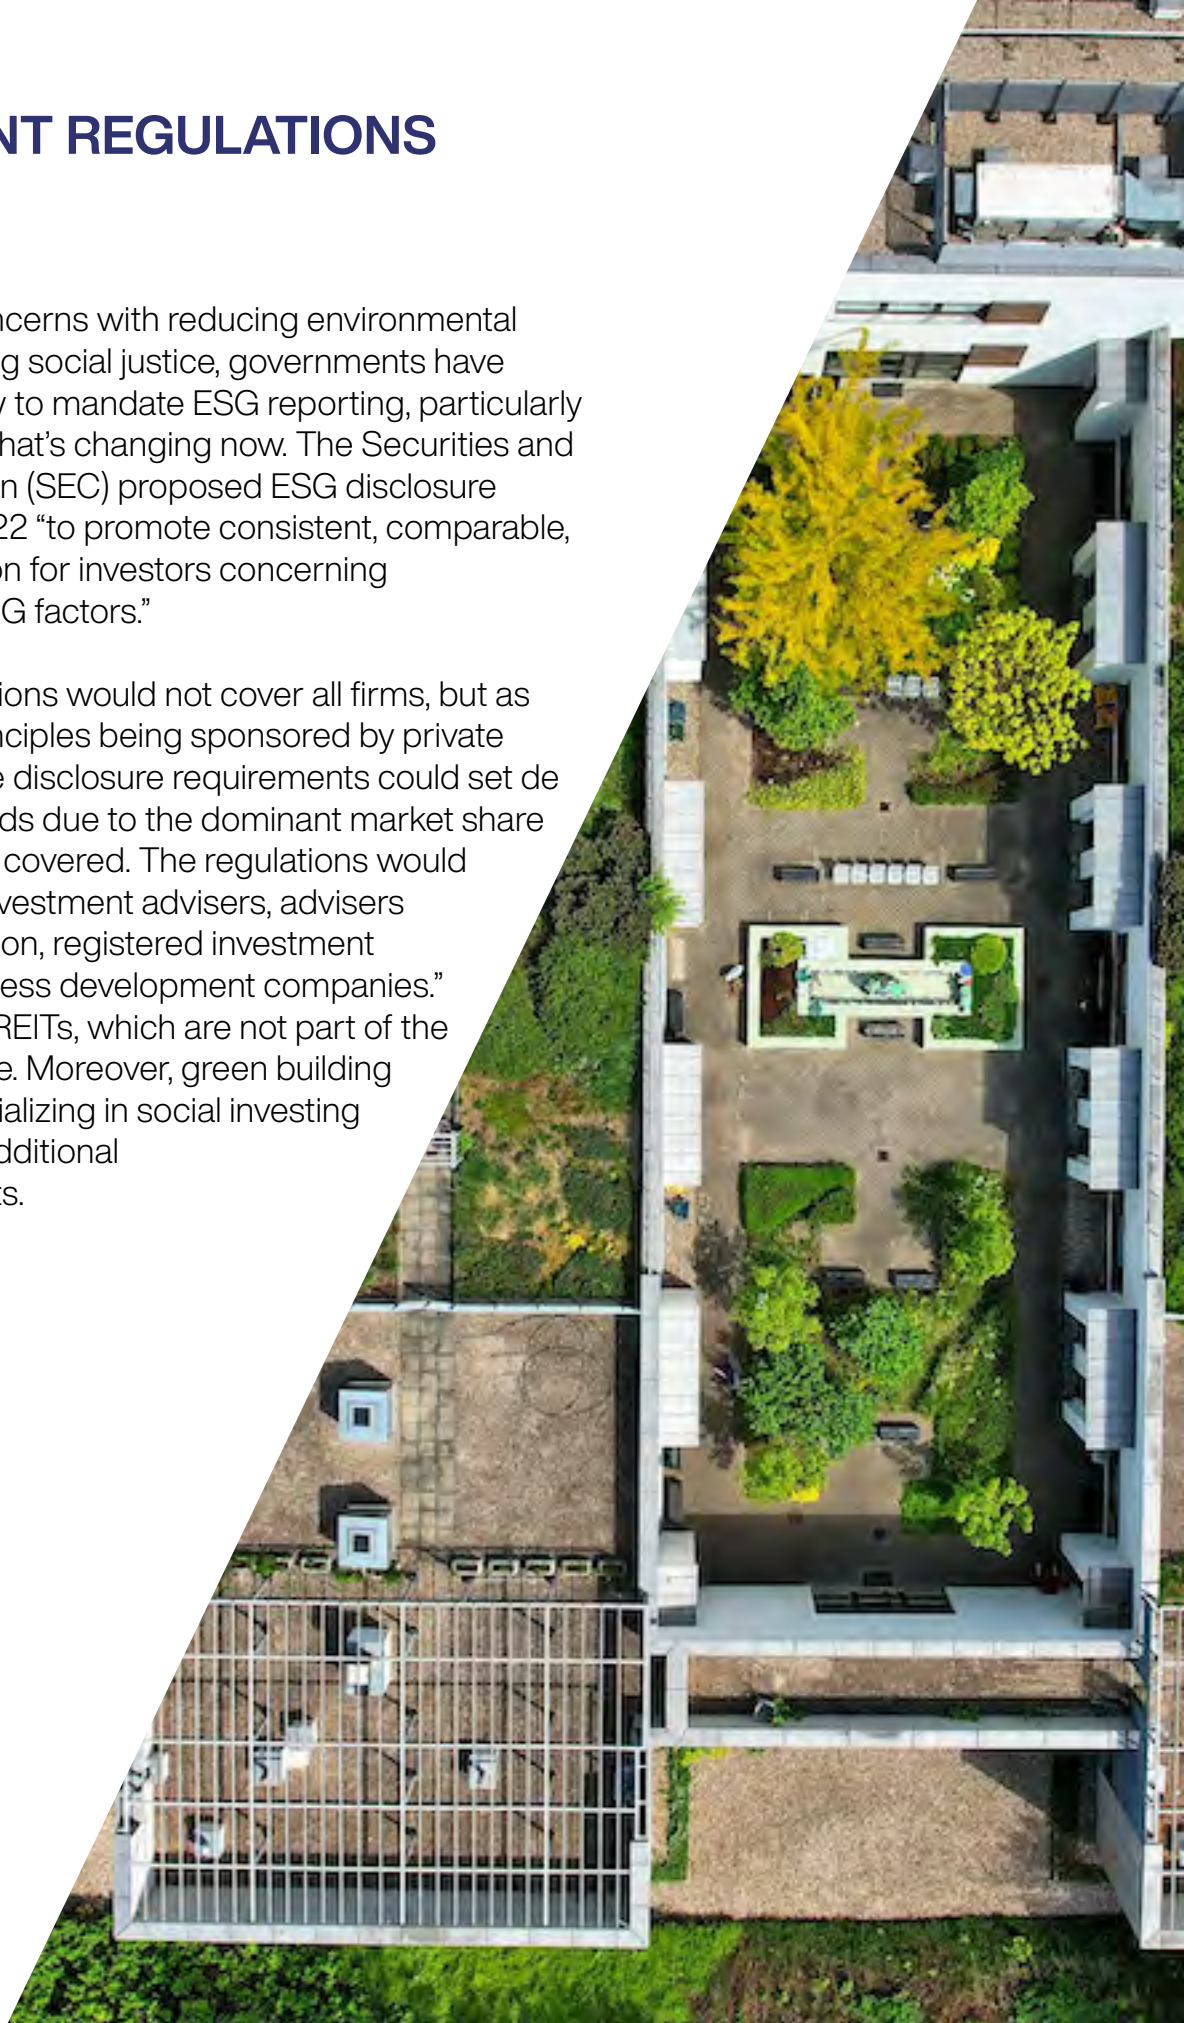 NT REGULATIONS
ncerns with reducing environmental
g social justice, governments have
y to mandate ESG reporting, particularly
hat’s changing now. The Securities and
n (SEC) proposed ESG disclosure
22 “to promote consistent, comparable,
on for investors concerning
G factors.”
ions would not cover all firms, but as
nciples being sponsored by private
e disclosure requirements could set de
ds due to the dominant market share
covered. The regulations would
vestment advisers, advisers
on, registered investment
ess development companies.”
REITs, which are not part of the
e. Moreover, green building
ializing in social investing
dditional
ts.